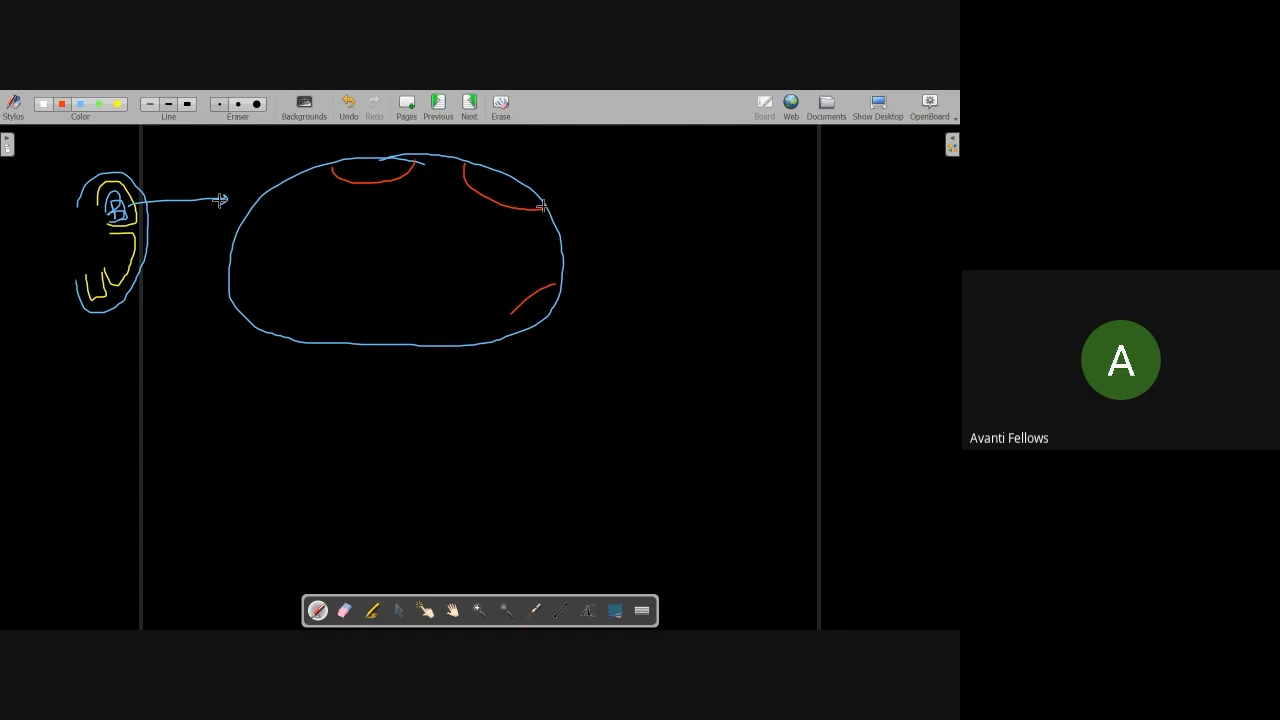 Stylus
Color
Line
Eraser
Backgrounds
Undo
Redo
Pages
Previous
Next
Erase
Board
Web
Documents
Show Desktop
OpenBoard
A
Avanti Fellows